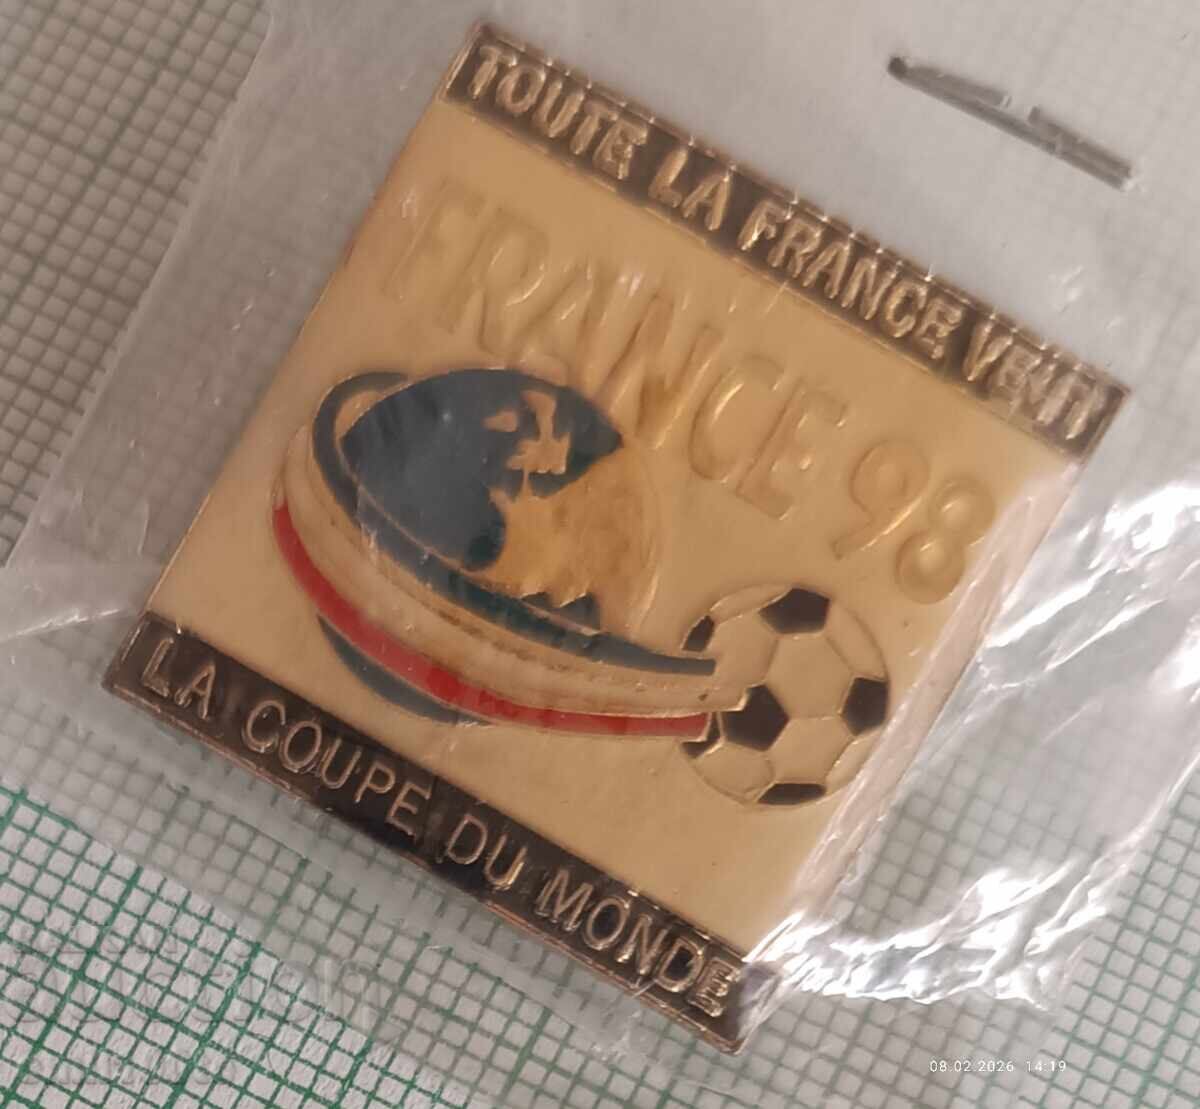 TOUTE LA FRANCE VEUT
FRANCE 98
LA COUPE DU MONDE
08.02.2026 14:19